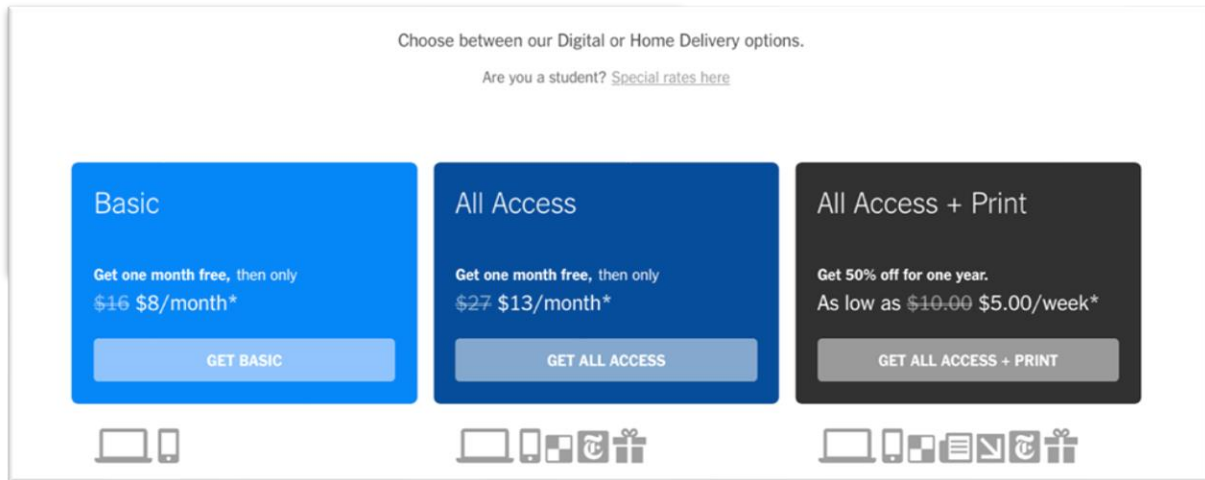 Choose between our Digital or Home Delivery options.
Are you a student? Special rates here
Basic
Get one month free, then only
$16 $8/month*
GET BASIC
All Access
Get one month free, then only
$27 $13/month*
GET ALL ACCESS
All Access + Print
Get 50% off for one year.
As low as $10.00 $5.00/week*
GET ALL ACCESS + PRINT